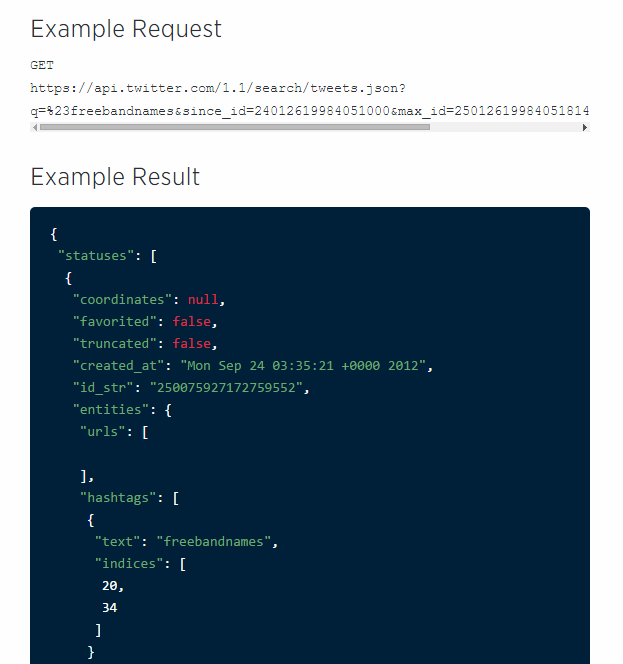 Example Request
GET
https://api.twitter.com/1.1/search/tweets.json?
q=%23freebandnames&since_id=24012619984051000&max_id=25012619984051814
Example Result
{
"statuses": [
{
"coordinates": null,
"favorited": false,
"truncated": false,
"created_at": "Mon Sep 24 03:35:21 +0000 2012",
"id_str": "250075927172759552",
"entities": {
"urls": [
],
"hashtags": [
{
"text": "freebandnames",
"indices": [
20,
34
]
}